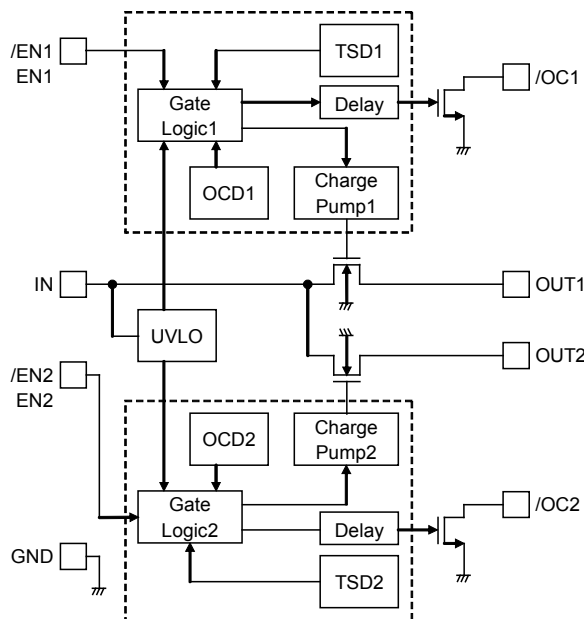 /EN1
EN1
TSD1
/OC1
Gate
Logic1
Delay
OCD1
Charge
Pump1
IN
OUT1
UVLO
OUT2
/EN2
EN2
OCD2
Charge
Pump2
Gate
Logic2
/OC2
Delay
GND
TSD2